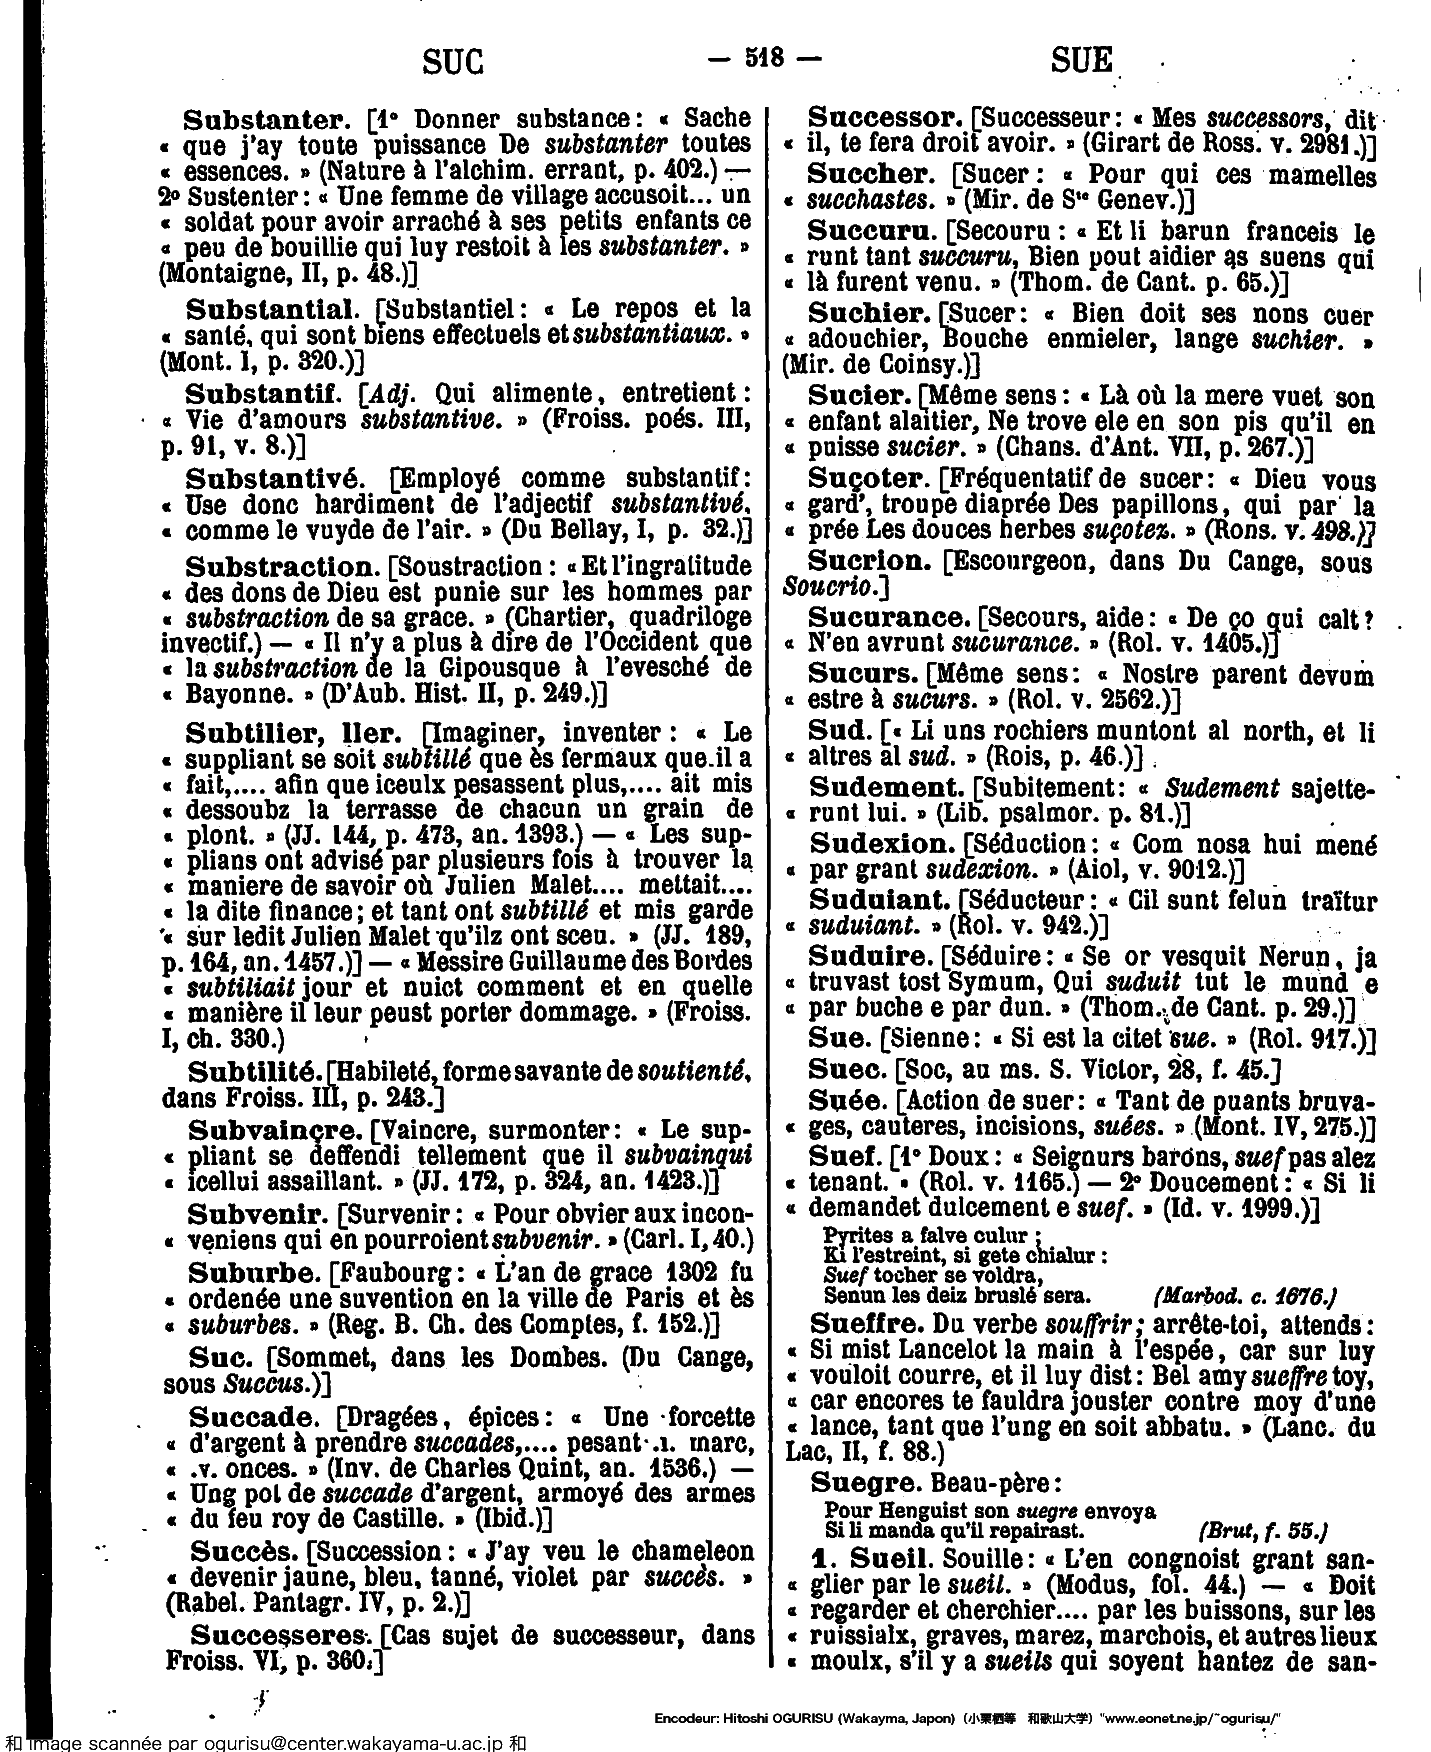 SUC
— 518 —
SUE
Substanter. [1° Donner substance : « Sache
« que j'ay toute puissance De substanter toutes
« essences. » (Nature à l'alchim. errant, p. 402.) —
2° Sustenter : « Une femme de village accusoit... un
« soldat pour avoir arraché à ses petits enfants ce
« peu de bouillie qui luy restoit à les substanter. »
(Montaigne, II, p. 48.)]
Substantial. [Substantiel : « Le repos et la
« santé, qui sont biens effectuels et substantiaux. »
(Mont. I, p. 320.)]
Substantif. [Adj. Qui alimente, entretient :
« Vie d'amours substantive. » (Froiss. poés. III,
p. 91, v. 8.)]
Substantivé. [Employé comme substantif :
« Use donc hardiment de l'adjectif substantivé,
« comme le vuyde de l'air. » (Du Bellay, I, p. 32.)]
Substraction. [Soustraction : « Et l'ingratitude
« des dons de Dieu est punie sur les hommes par
« substraction de sa grace. » (Chartier, quadriloge
invectif.) — « Il n'y a plus à dire de l'Occident que
« la substraction de la Gipousque à l'evesché de
« Bayonne. » (D'Aub. Hist. II, p. 249.)]
Subtilier, ller. [Imaginer, inventer : « Le
« suppliant se soit subtillé que ès fermaux que il a
« fait,.... afin que iceulx pesassent plus,.... ait mis
« dessoubz la terrasse de chacun un grain de
« plont. » (JJ. 144, p. 473, an. 1393.) — « Les sup-
« plians ont advisé par plusieurs fois à trouver la
« maniere de savoir où Julien Malet.... mettait....
« la dite finance ; et tant ont subtillé et mis garde
« sur ledit Julien Malet qu'ilz ont sceu. » (JJ. 189,
p. 164, an. 1457.)] — « Messire Guillaume des Bordes
« subtiliait jour et nuict comment et en quelle
« manière il leur peust porter dommage. » (Froiss.
I, ch. 330.)
Subtilité. [Habileté, forme savante de soutienté,
dans Froiss. III, p. 243.]
Subvaincre. [Vaincre, surmonter : « Le sup-
« pliant se deffendi tellement que il subvainqui
« icellui assaillant. » (JJ. 172, p. 324, an. 1423.)]
Subvenir. [Survenir : « Pour obvier aux incon-
« veniens qui en pourroient subvenir. » (Carl. I, 40.)
Suburbe. [Faubourg : « L'an de grace 1302 fu
« ordenée une suvention en la ville de Paris et ès
« suburbes. » (Reg. B. Ch. des Comptes, f. 152.)]
Suc. [Sommet, dans les Dombes. (Du Cange,
sous Succus.)]
Succade. [Dragées, épices : « Une forcette
« d'argent à prendre succades,.... pesant .I. marc,
« .V. onces. » (Inv. de Charles Quint, an. 1536.) —
« Ung pot de succade d'argent, armoyé des armes
« du feu roy de Castille. » (Ibid.)]
Succès. [Succession : « J'ay veu le chameleon
« devenir jaune, bleu, tanné, violet par succès. »
(Rabel. Pantagr. IV, p. 2.)]
Successeres. [Cas sujet de successeur, dans
Froiss. VI, p. 360.]
Successor. [Successeur : « Mes successors, dit
« il, te fera droit avoir. » (Girart de Ross. v. 2981.)]
Succher. [Sucer : « Pour qui ces mamelles
« succhastes. » (Mir. de Ste Genev.)]
Succuru. [Secouru : « Et li barun franceis le
« runt tant succuru, Bien pout aidier as suens qui
« là furent venu. » (Thom. de Cant. p. 65.)]
Suchier. [Sucer : « Bien doit ses nons cuer
« adouchier, Bouche enmieler, lange suchier. »
(Mir. de Coinsy.)]
Sucier. [Même sens : « Là où la mere vuet son
« enfant alaitier, Ne trove ele en son pis qu'il en
« puisse sucier. » (Chans. d'Ant. VII, p. 267.)]
Suçoter. [Fréquentatif de sucer : « Dieu vous
« gard', troupe diaprée Des papillons, qui par la
« prée Les douces herbes suçotez. » (Rons. v. 498.)]
Sucrion. [Escourgeon, dans Du Cange, sous
Soucrio.]
Sucurance. [Secours, aide : « De ço qui calt ?
« N'en avrunt sucurance. » (Rol. v. 1405.)]
Sucurs. [Même sens : « Nostre parent devum
« estre à sucurs. » (Rol. v. 2562.)]
Sud. [« Li uns rochiers muntont al north, et li
« altres al sud. » (Rois, p. 46.)]
Sudement. [Subitement : « Sudement sajette-
« runt lui. » (Lib. psalmor. p. 81.)]
Sudexion. [Séduction : « Com nosa hui mené
« par grant sudexion. » (Aiol, v. 9012.)]
Suduiant. [Séducteur : « Cil sunt felun traïtur
« suduiant. » (Rol. v. 942.)]
Suduire. [Séduire : « Se or vesquit Nerun, ja
« truvast tost Symum, Qui suduit tut le mund e
« par buche e par dun. » (Thom. de Cant. p. 29.)]
Sue. [Sienne : « Si est la citet sue. » (Rol. 917.)]
Suec. [Soc, au ms. S. Victor, 28, f. 45.]
Suée. [Action de suer : « Tant de puants bruva-
« ges, cauteres, incisions, suées. » (Mont. IV, 275.)]
Suef. [1° Doux : « Seignurs barons, suef pas alez
« tenant. » (Rol. v. 1165.) — 2° Doucement : « Si li
« demandet dulcement e suef. » (Id. v. 1999.)]
Pyrites a falve culur ;
Ki l'estreint, si gete chialur :
Suef tocher se voldra,
Senun les deiz bruslé sera. (Marbod. c. 1676.)
Sueffre. Du verbe souffrir ; arrête-toi, attends :
« Si mist Lancelot la main à l'espée, car sur luy
« vouloit courre, et il luy dist : Bel amy sueffre toy,
« car encores te fauldra jouster contre moy d'une
« lance, tant que l'ung en soit abbatu. » (Lanc. du
Lac, II, f. 88.)
Suegre. Beau-père :
Pour Henguist son suegre envoya
Si li manda qu'il repairast. (Brut, f. 55.)
1. Sueil. Souille : « L'en congnoist grant san-
« glier par le sueil. » (Modus, fol. 44.) — « Doit
« regarder et cherchier.... par les buissons, sur les
« ruissialx, graves, marez, marchois, et autres lieux
« moulx, s'il y a sueils qui soyent hantez de san-
Encodeur: Hitoshi OGURISU (Wakayma, Japon) (小栗栖等 和歌山大学) "www.eonet.ne.jp/~ogurisu/"
和 Image scannée par ogurisu@center.wakayama-u.ac.jp 和